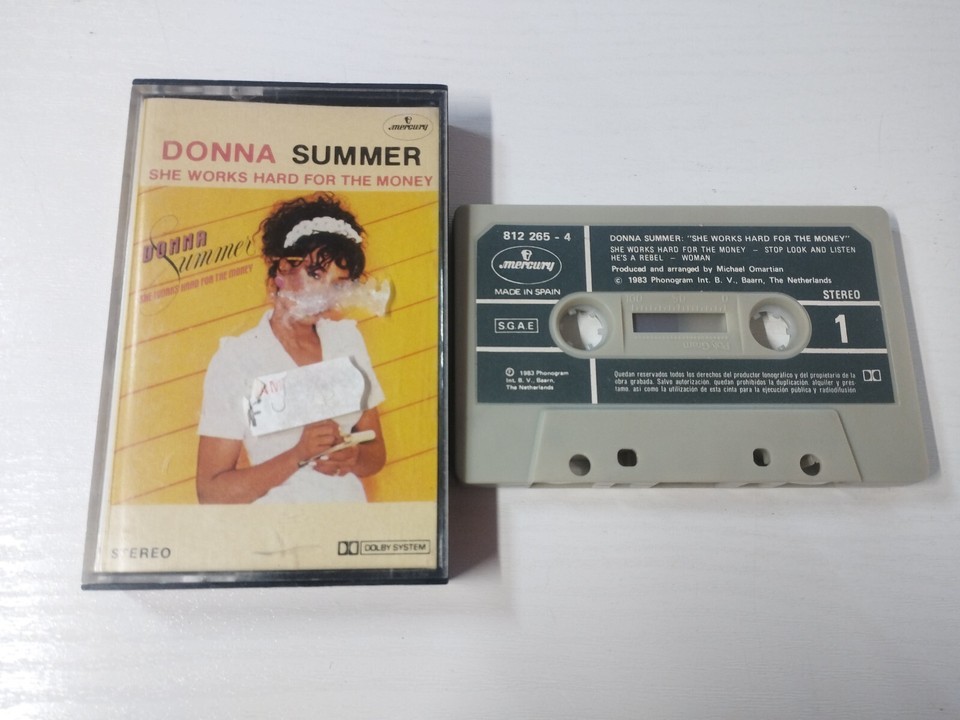 mercury
DONNA SUMMER
SHE WORKS HARD FOR THE MONEY
DONNA
Summer
SHE WORKS HARD FOR THE MONEY
STEREO
DOLBY SYSTEM
812 265 - 4
mercury
MADE IN SPAIN
DONNA SUMMER: "SHE WORKS HARD FOR THE MONEY"
SHE WORKS HARD FOR THE MONEY - STOP LOOK AND LISTEN
HE'S A REBEL - WOMAN
Produced and arranged by Michael Omartian
© 1983 Phonogram Int. B. V., Baarn, The Netherlands
STEREO
S.G.A.E
1
℗ 1983 Phonogram
Int. B. V., Baarn,
The Netherlands
Quedan reservados todos los derechos del productor fonográfico y del propietario de la
obra grabada. Salvo autorización, quedan prohibidos la duplicación, alquiler y prés-
tamo, así como la utilización de esta cinta para la ejecución pública y radiodifusión